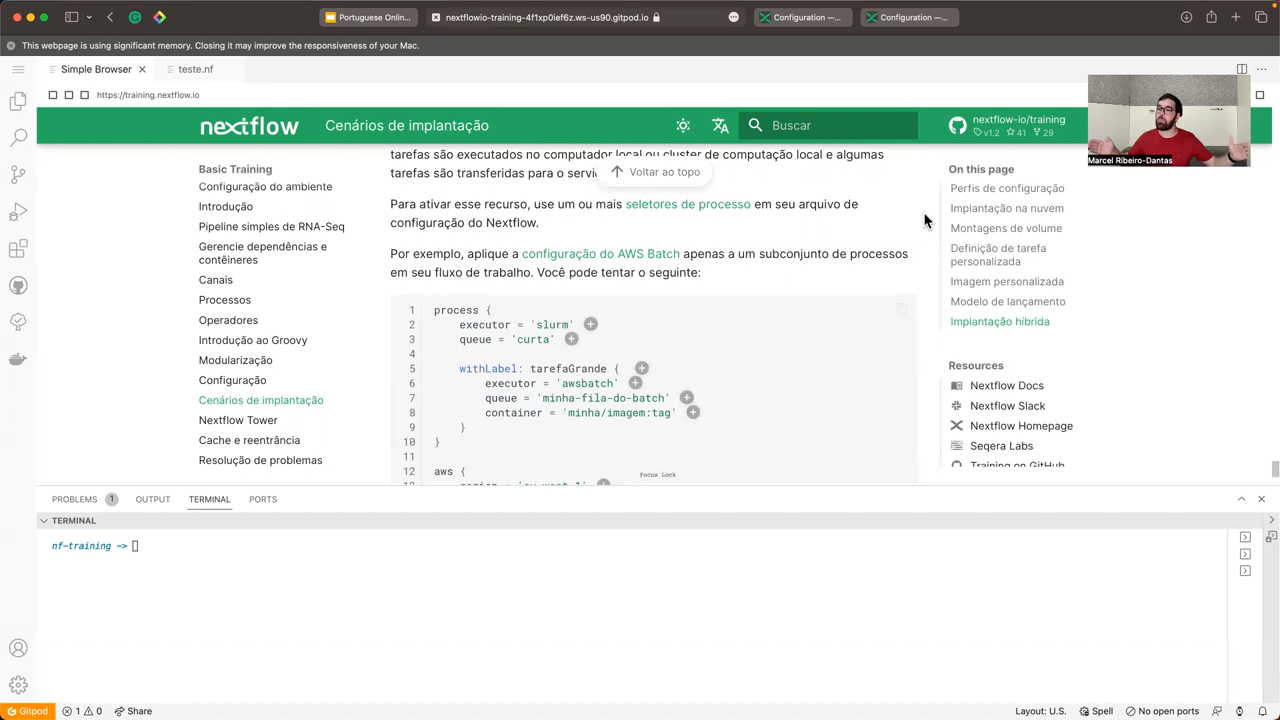 Portuguese Onlin...
nextflowio-training-4f1xp0ief6z.ws-us90.gitpod.io
Configuration —...
Configuration —...
This webpage is using significant memory. Closing it may improve the responsiveness of your Mac.
Simple Browser
teste.nf
https://training.nextflow.io
nextflow
Cenários de implantação
Buscar
nextflow-io/training
v1.2 41 29
Marcel Ribeiro-Dantas
Basic Training
Configuração do ambiente
Introdução
Pipeline simples de RNA-Seq
Gerencie dependências e
contêineres
Canais
Processos
Operadores
Introdução ao Groovy
Modularização
Configuração
Cenários de implantação
Nextflow Tower
Cache e reentrância
Resolução de problemas
tarefas são executados no computador local ou cluster de computação local e algumas
tarefas são transferidas para o servi
Voltar ao topo
Para ativar esse recurso, use um ou mais seletores de processo em seu arquivo de
configuração do Nextflow.
Por exemplo, aplique a configuração do AWS Batch apenas a um subconjunto de processos
em seu fluxo de trabalho. Você pode tentar o seguinte:
1 process {
2 executor = 'slurm'
3 queue = 'curta'
4
5 withLabel: tarefaGrande {
6 executor = 'awsbatch'
7 queue = 'minha-fila-do-batch'
8 container = 'minha/imagem:tag'
9 }
10 }
11
12 aws {
Focus Lock
On this page
Perfis de configuração
Implantação na nuvem
Montagens de volume
Definição de tarefa
personalizada
Imagem personalizada
Modelo de lançamento
Implantação híbrida
Resources
Nextflow Docs
Nextflow Slack
Nextflow Homepage
Seqera Labs
Training on GitHub
PROBLEMS 1 OUTPUT TERMINAL PORTS
TERMINAL
nf-training ->
Gitpod
1 0
Share
Layout: U.S.
Spell
No open ports